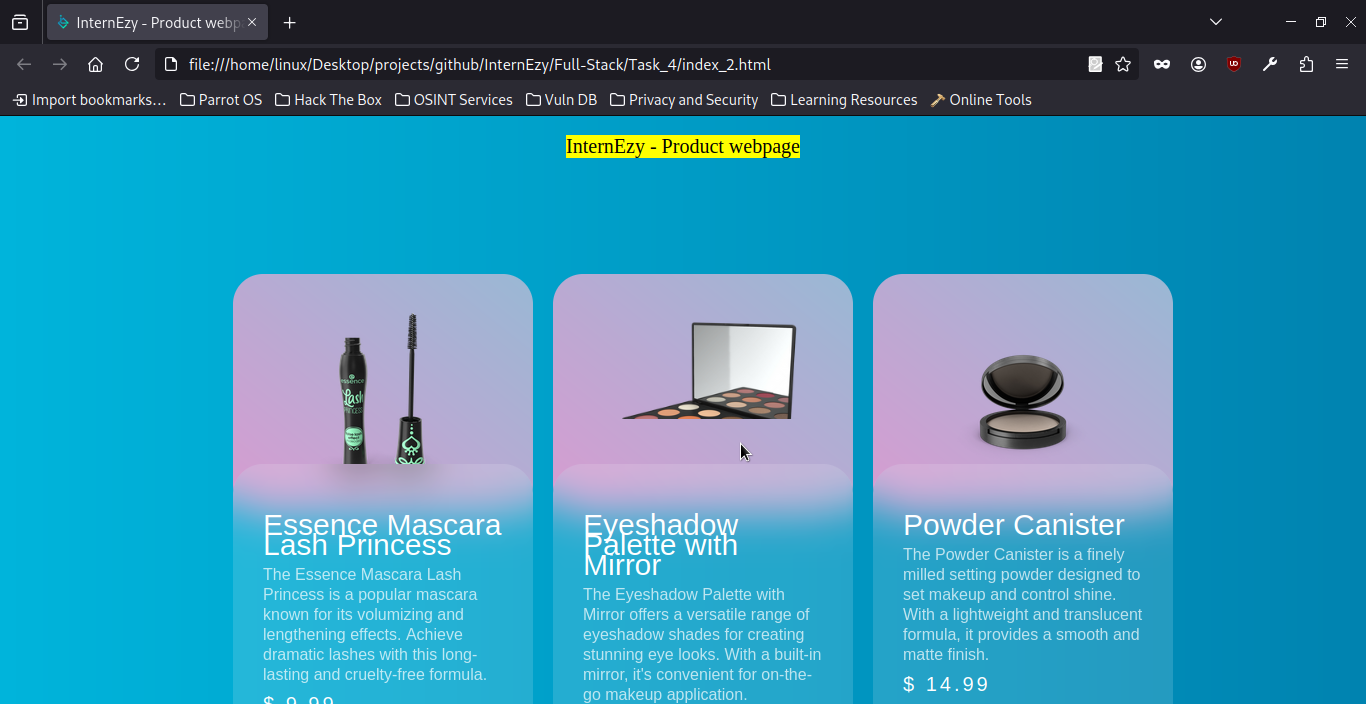 InternEzy - Product webp
file:///home/linux/Desktop/projects/github/InternEzy/Full-Stack/Task_4/index_2.html
Import bookmarks… Parrot OS Hack The Box OSINT Services Vuln DB Privacy and Security Learning Resources Online Tools
InternEzy - Product webpage
essence
Lash
PRINCESS
Essence Mascara
Lash Princess
The Essence Mascara Lash
Princess is a popular mascara
known for its volumizing and
lengthening effects. Achieve
dramatic lashes with this long-
lasting and cruelty-free formula.
$ 9.99
Eyeshadow
Palette with
Mirror
The Eyeshadow Palette with
Mirror offers a versatile range of
eyeshadow shades for creating
stunning eye looks. With a built-in
mirror, it's convenient for on-the-
go makeup application.
Powder Canister
The Powder Canister is a finely
milled setting powder designed to
set makeup and control shine.
With a lightweight and translucent
formula, it provides a smooth and
matte finish.
$ 14.99